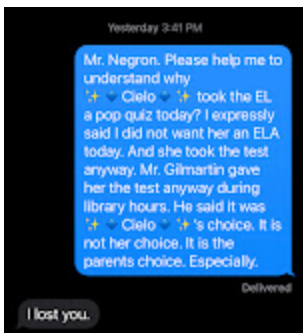 Yesterday 3:41 PM
Mr. Negron. Please help me to
understand why
✨💙Cielo💙✨ took the EL
a pop quiz today? I expressly
said I did not want her an ELA
today. And she took the test
anyway. Mr. Gilmartin gave
her the test anyway during
library hours. He said it was
✨💙Cielo💙✨'s choice. It is
not her choice. It is the
parents choice. Especially.
Delivered
I lost you.